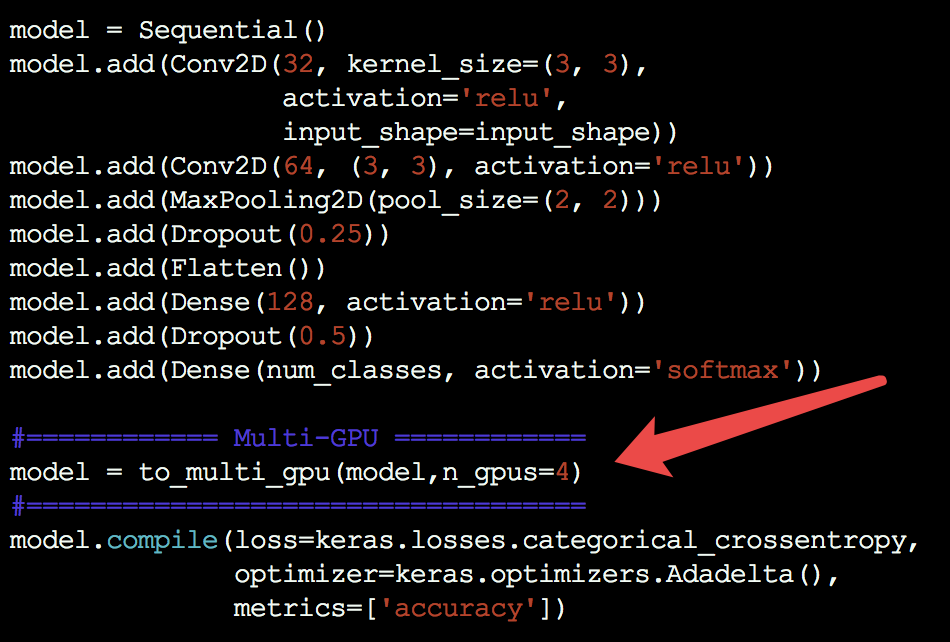 model = Sequential()
model.add(Conv2D(32, kernel_size=(3, 3),
                 activation='relu',
                 input_shape=input_shape))
model.add(Conv2D(64, (3, 3), activation='relu'))
model.add(MaxPooling2D(pool_size=(2, 2)))
model.add(Dropout(0.25))
model.add(Flatten())
model.add(Dense(128, activation='relu'))
model.add(Dropout(0.5))
model.add(Dense(num_classes, activation='softmax'))

#============ Multi-GPU ============
model = to_multi_gpu(model,n_gpus=4)
#===================================
model.compile(loss=keras.losses.categorical_crossentropy,
              optimizer=keras.optimizers.Adadelta(),
              metrics=['accuracy'])